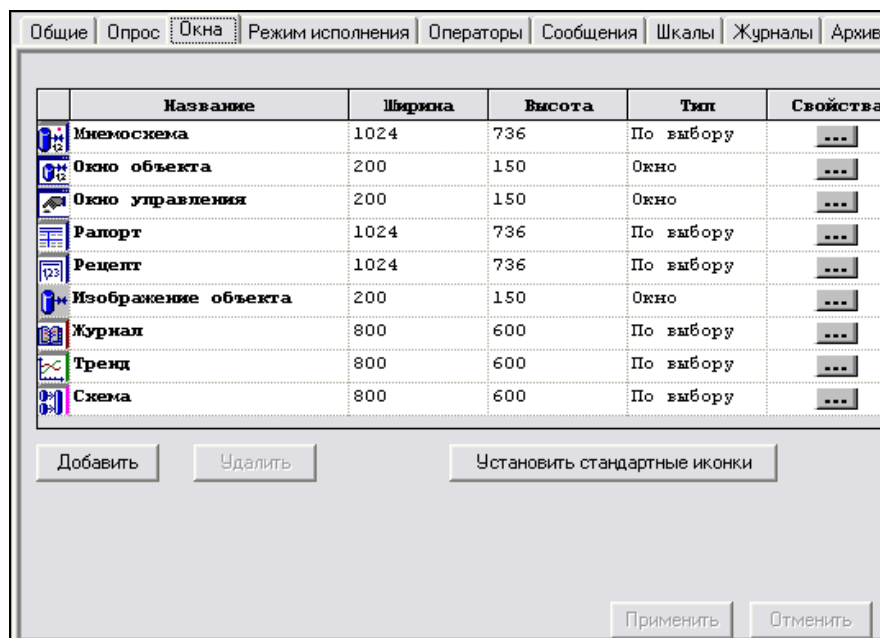 Общие Опрос Окна Режим исполнения Операторы Сообщения Шкалы Журналы Архив
Название Ширина Высота Тип Свойства
Мнемосхема 1024 736 По выбору ...
Окно объекта 200 150 Окно ...
Окно управления 200 150 Окно ...
Рапорт 1024 736 По выбору ...
Рецепт 1024 736 По выбору ...
Изображение объекта 200 150 Окно ...
Журнал 800 600 По выбору ...
Тренд 800 600 По выбору ...
Схема 800 600 По выбору ...
Добавить Удалить Установить стандартные иконки
Применить Отменить